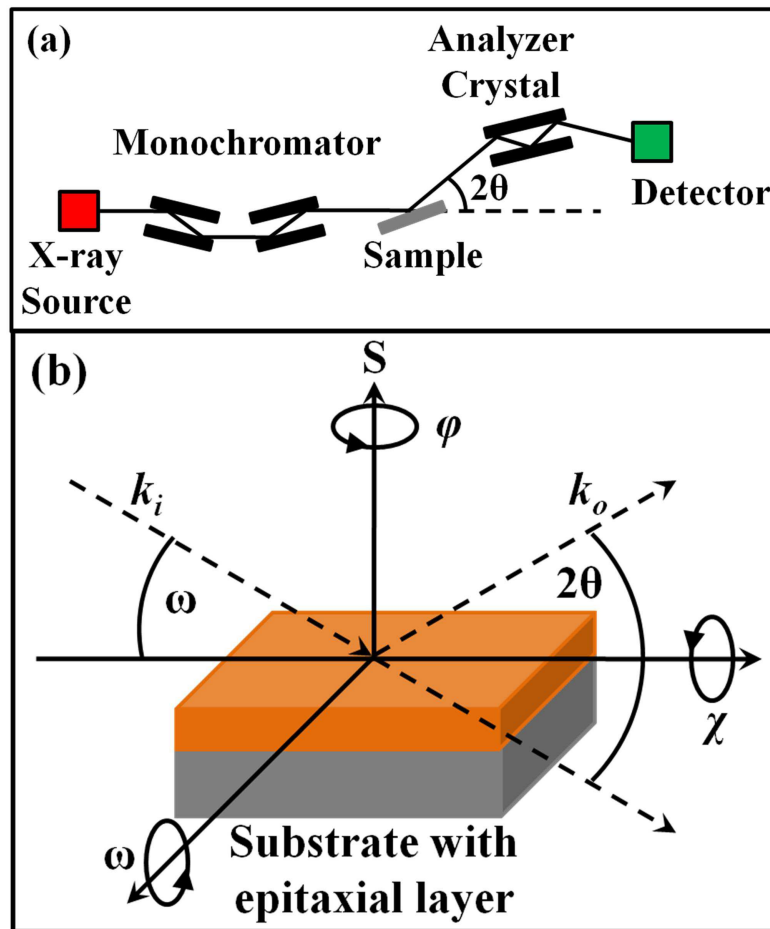 (a)
Analyzer
Crystal
Monochromator
2θ
X-ray
Source
Sample
Detector
(b)
S
φ
k_i
k_o
ω
2θ
χ
ω
Substrate with
epitaxial layer